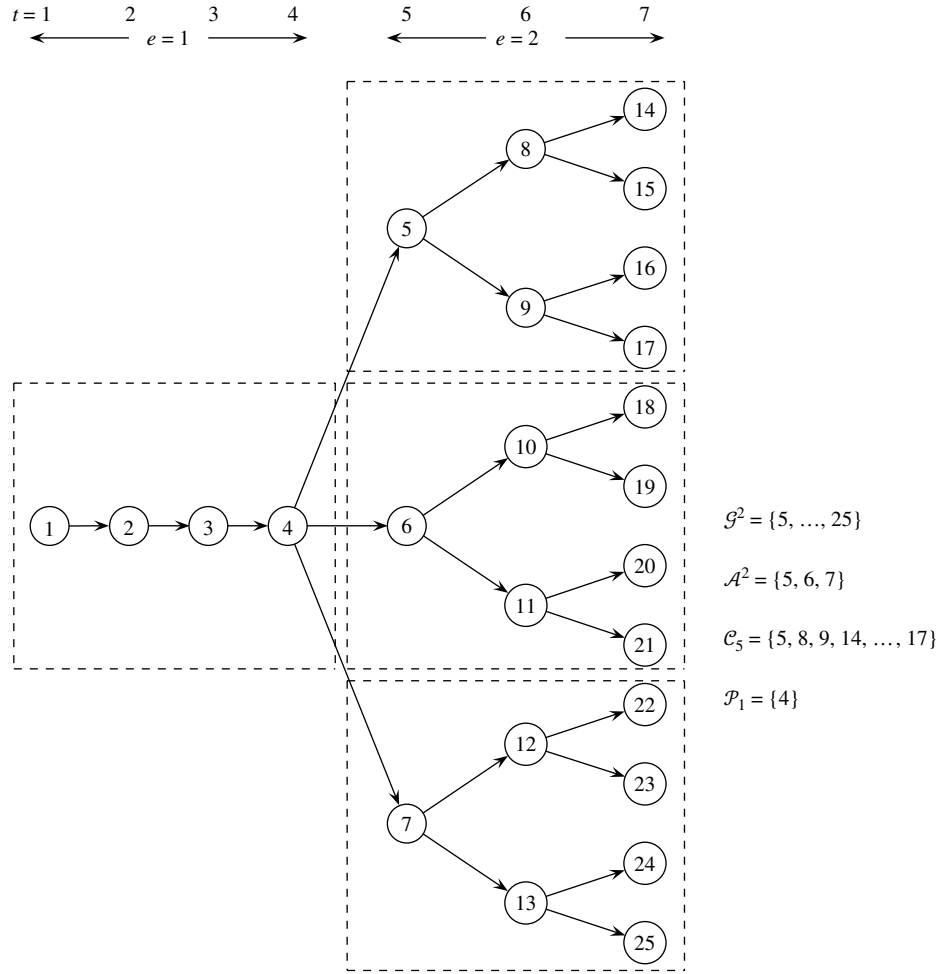 t = 1 2 3 4 5 6 7
e = 1 e = 2
14
8
15
5
16
9
17
18
10
19
1 2 3 4 6
𝒢² = {5, …, 25}
20
𝒜² = {5, 6, 7}
11
21
𝒞₅ = {5, 8, 9, 14, …, 17}
22
𝒫₁ = {4}
12
23
7
24
13
25